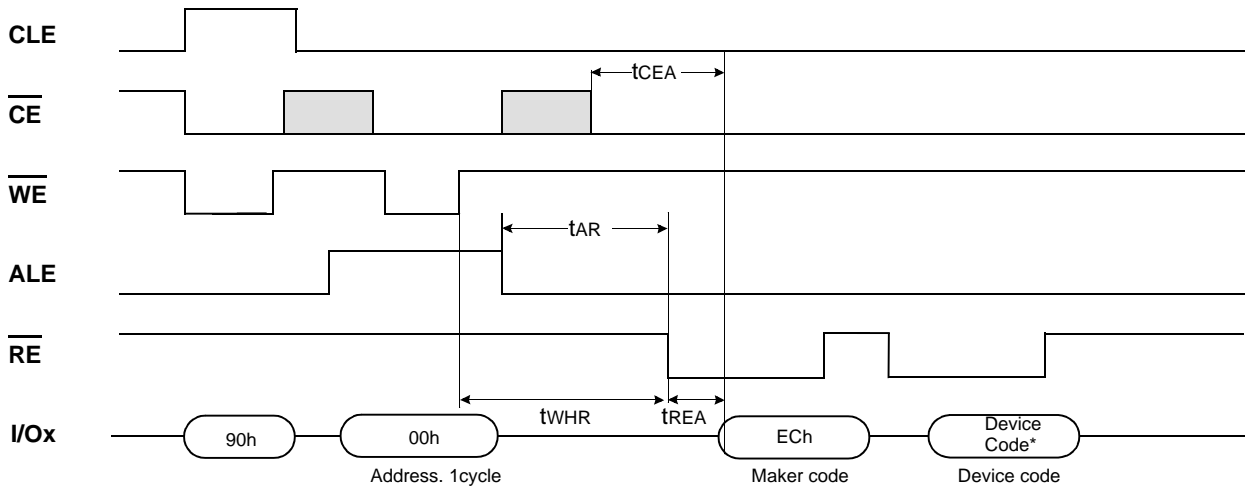 CLE
tCEA
CE
WE
tAR
ALE
RE
tWHR
tREA
I/Ox
90h
00h
ECh
Device
Code*
Address. 1cycle
Maker code
Device code